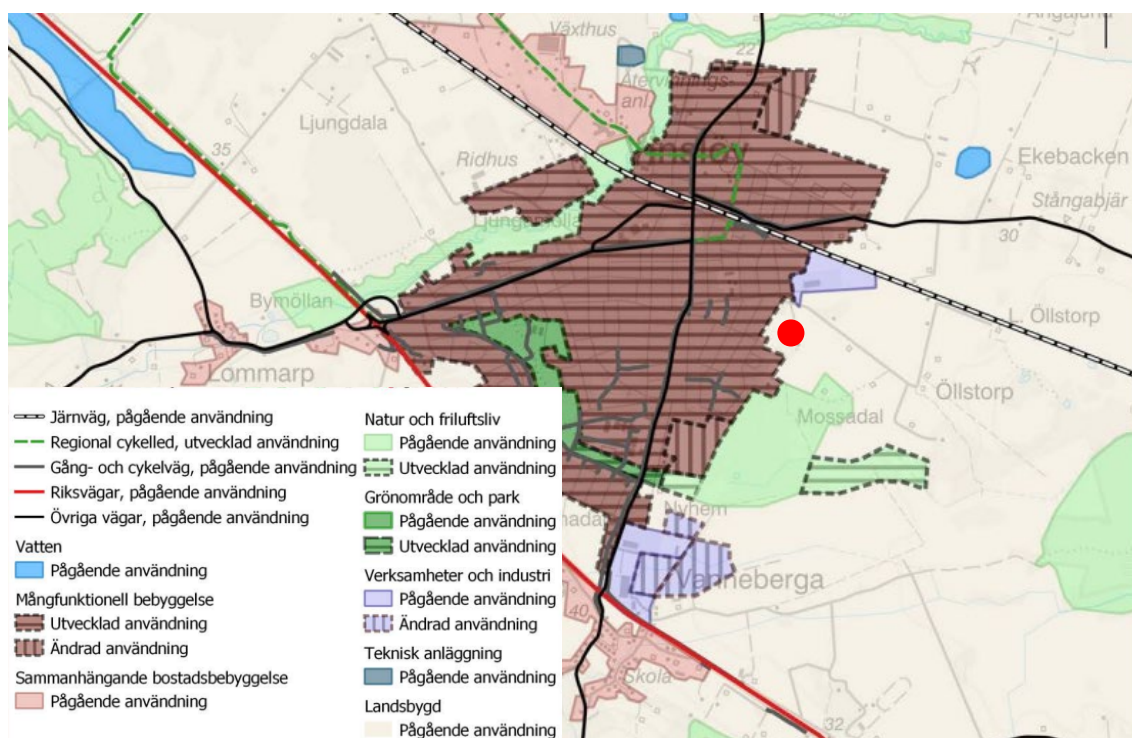 Ängalund
Växthus
22
Återvinnings-
anl.
Ljungdala
35
Ridhus
Ekebacken
Stångabjär
30
Bymöllan
L. Öllstorp
Lommarp
Öllstorp
Mossadal
Nyhem
Vanneberga
40
Skola
32
Järnväg, pågående användning
Regional cykelled, utvecklad användning
Gång- och cykelväg, pågående användning
Riksvägar, pågående användning
Övriga vägar, pågående användning
Vatten
Pågående användning
Mångfunktionell bebyggelse
Utvecklad användning
Ändrad användning
Sammanhängande bostadsbebyggelse
Pågående användning
Natur och friluftsliv
Pågående användning
Utvecklad användning
Grönområde och park
Pågående användning
Utvecklad användning
Verksamheter och industri
Pågående användning
Ändrad användning
Teknisk anläggning
Pågående användning
Landsbygd
Pågående användning